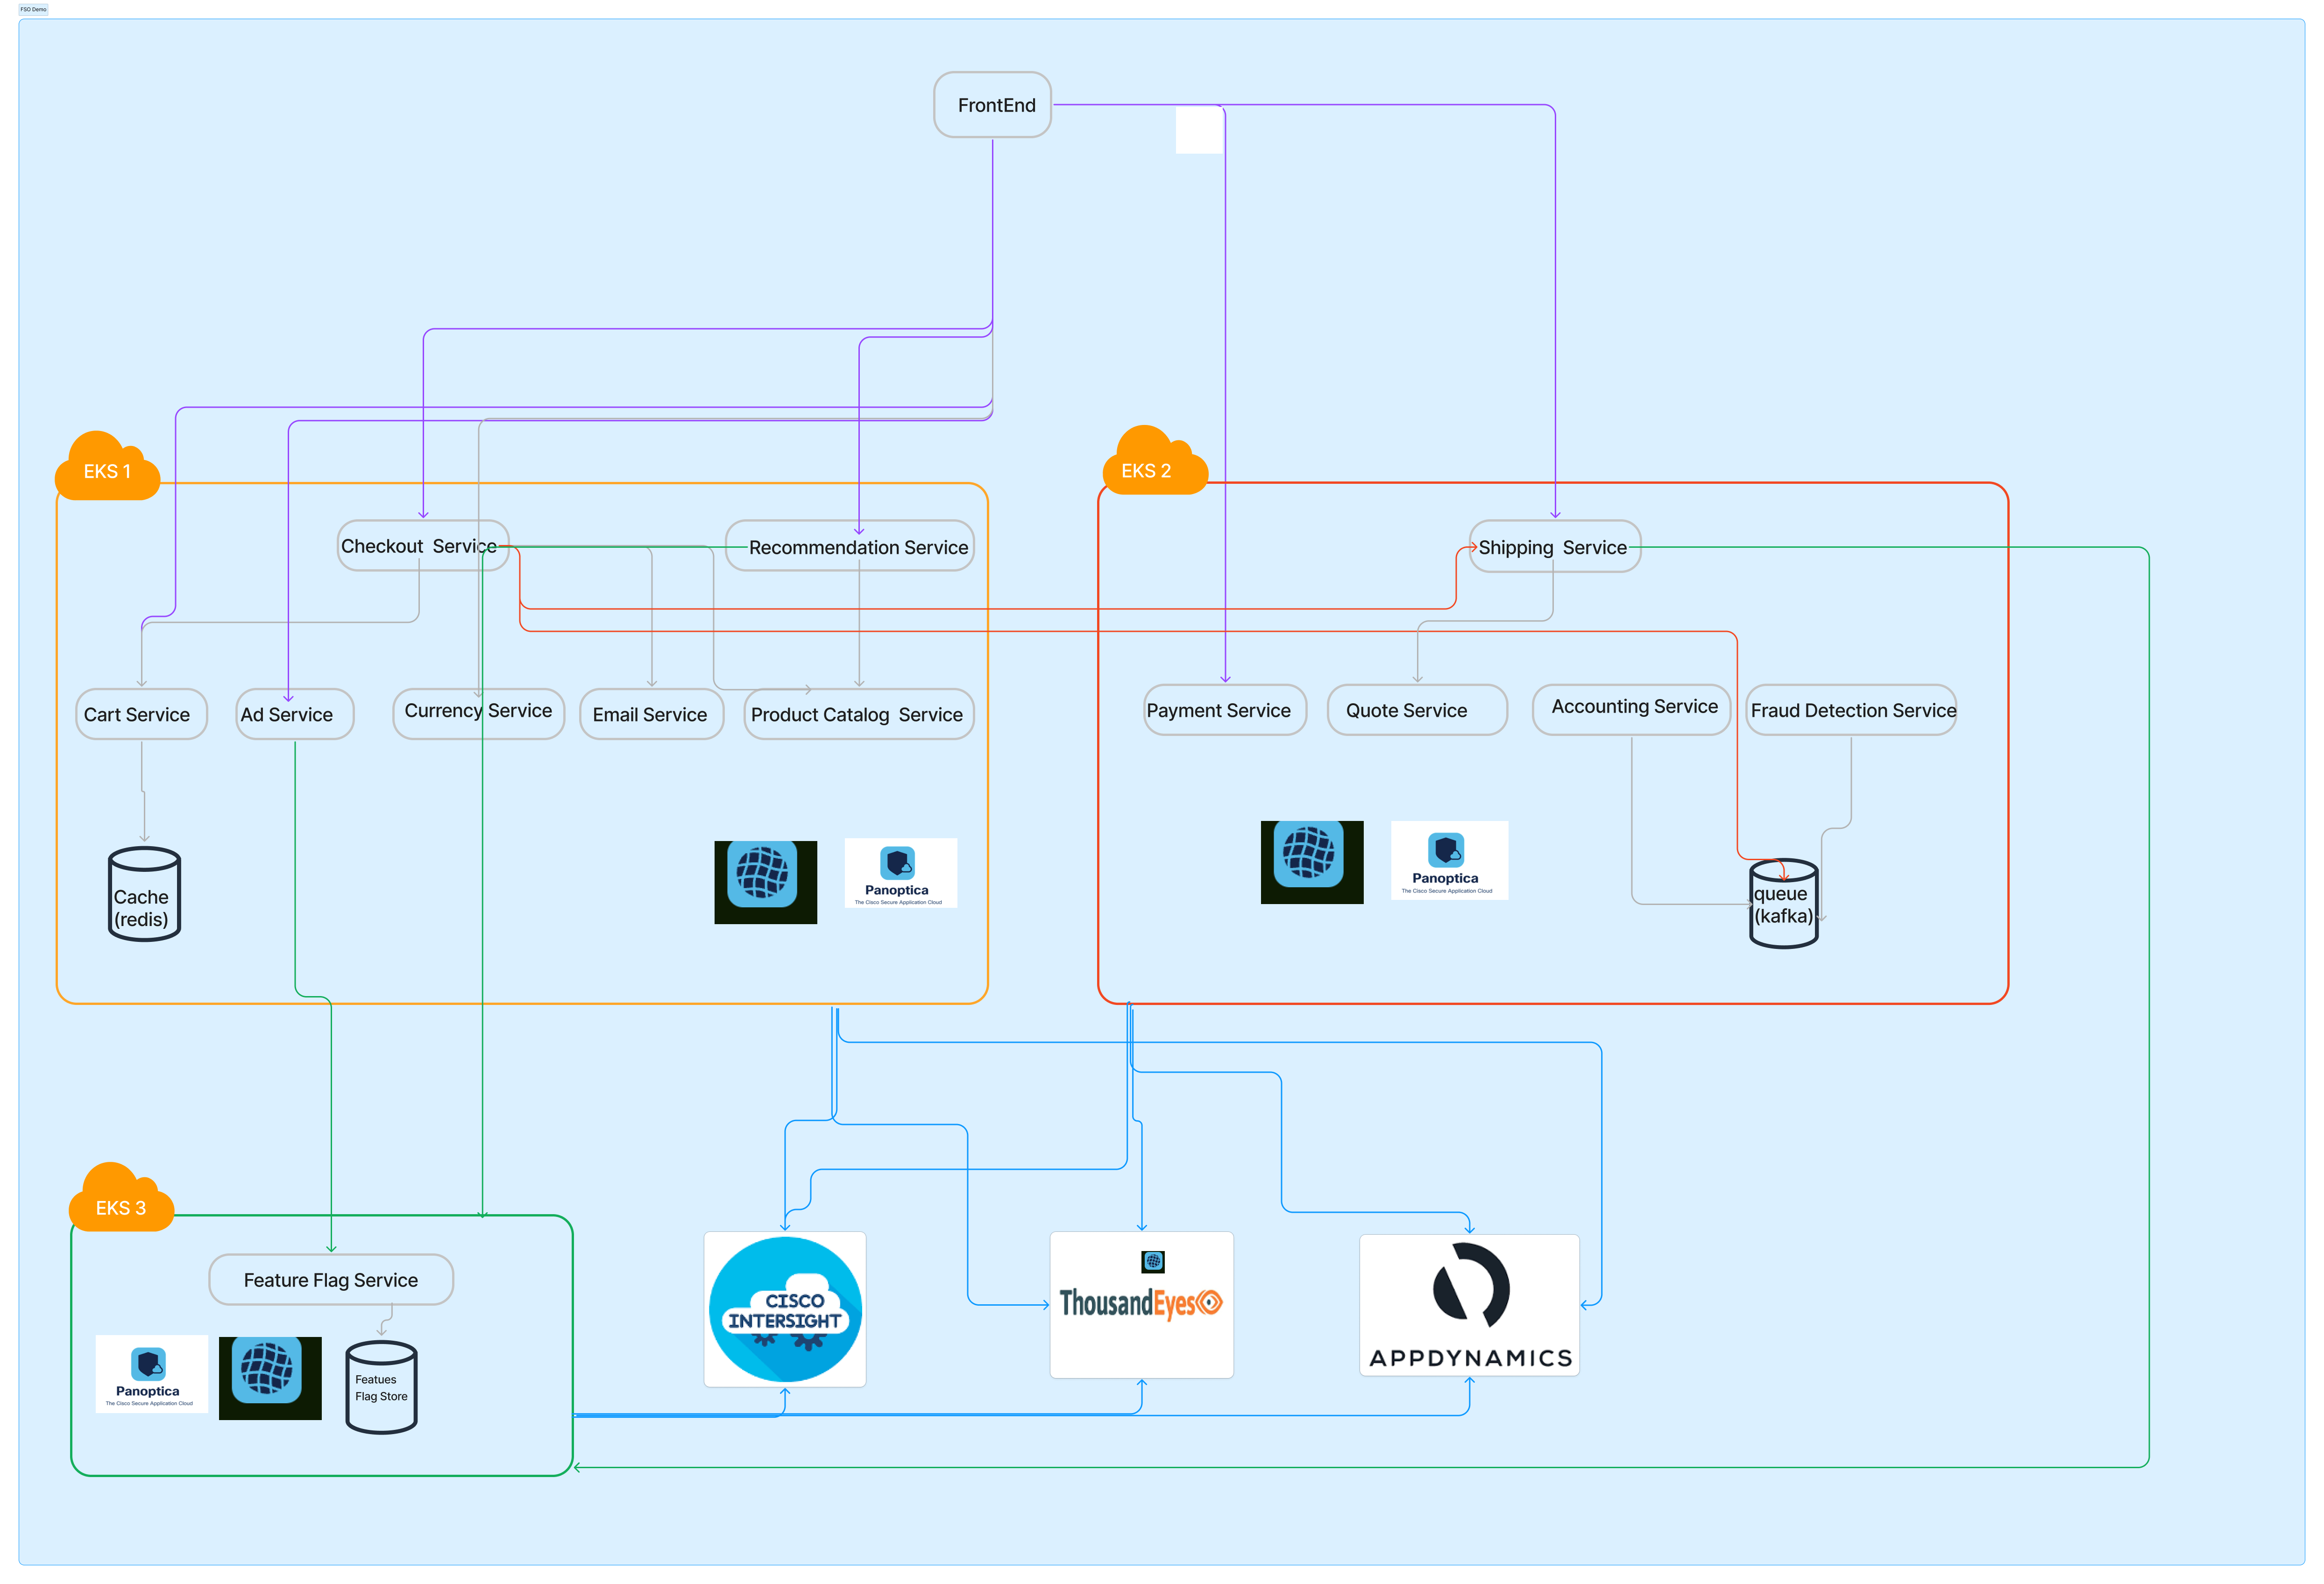 FSO Demo
FrontEnd
EKS 1
EKS 2
Checkout  Service
Recommendation Service
Shipping  Service
Cart Service
Ad Service
Currency Service
Email Service
Product Catalog  Service
Payment Service
Quote Service
Accounting Service
Fraud Detection Service
Cache
(redis)
Panoptica
The Cisco Secure Application Cloud
Panoptica
The Cisco Secure Application Cloud
queue
(kafka)
EKS 3
Feature Flag Service
Panoptica
The Cisco Secure Application Cloud
Featues
Flag Store
CISCO
INTERSIGHT
ThousandEyes
APPDYNAMICS